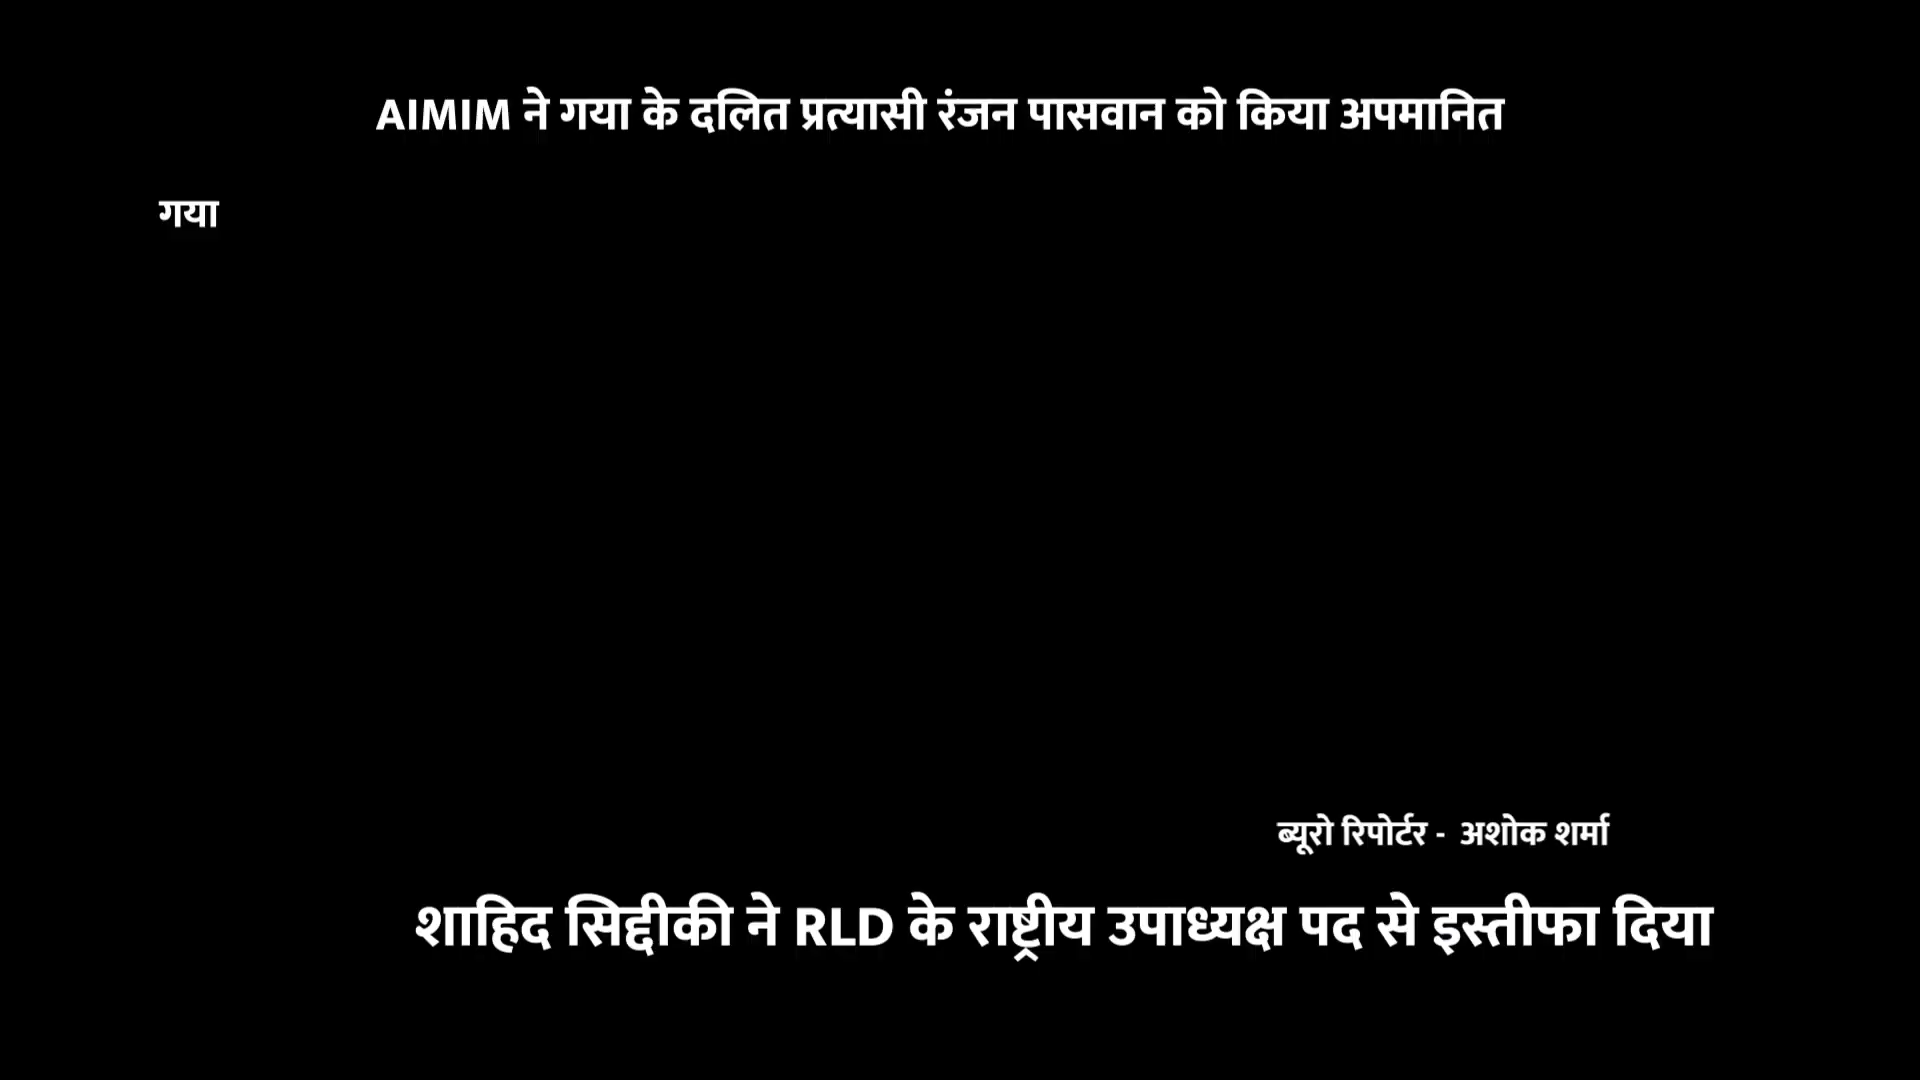 AIMIM ने गया के दलित प्रत्यासी रंजन पासवान को किया अपमानित
गया
ब्यूरो रिपोर्टर - अशोक शर्मा
शाहिद सिद्दीकी ने RLD के राष्ट्रीय उपाध्यक्ष पद से इस्तीफा दिया